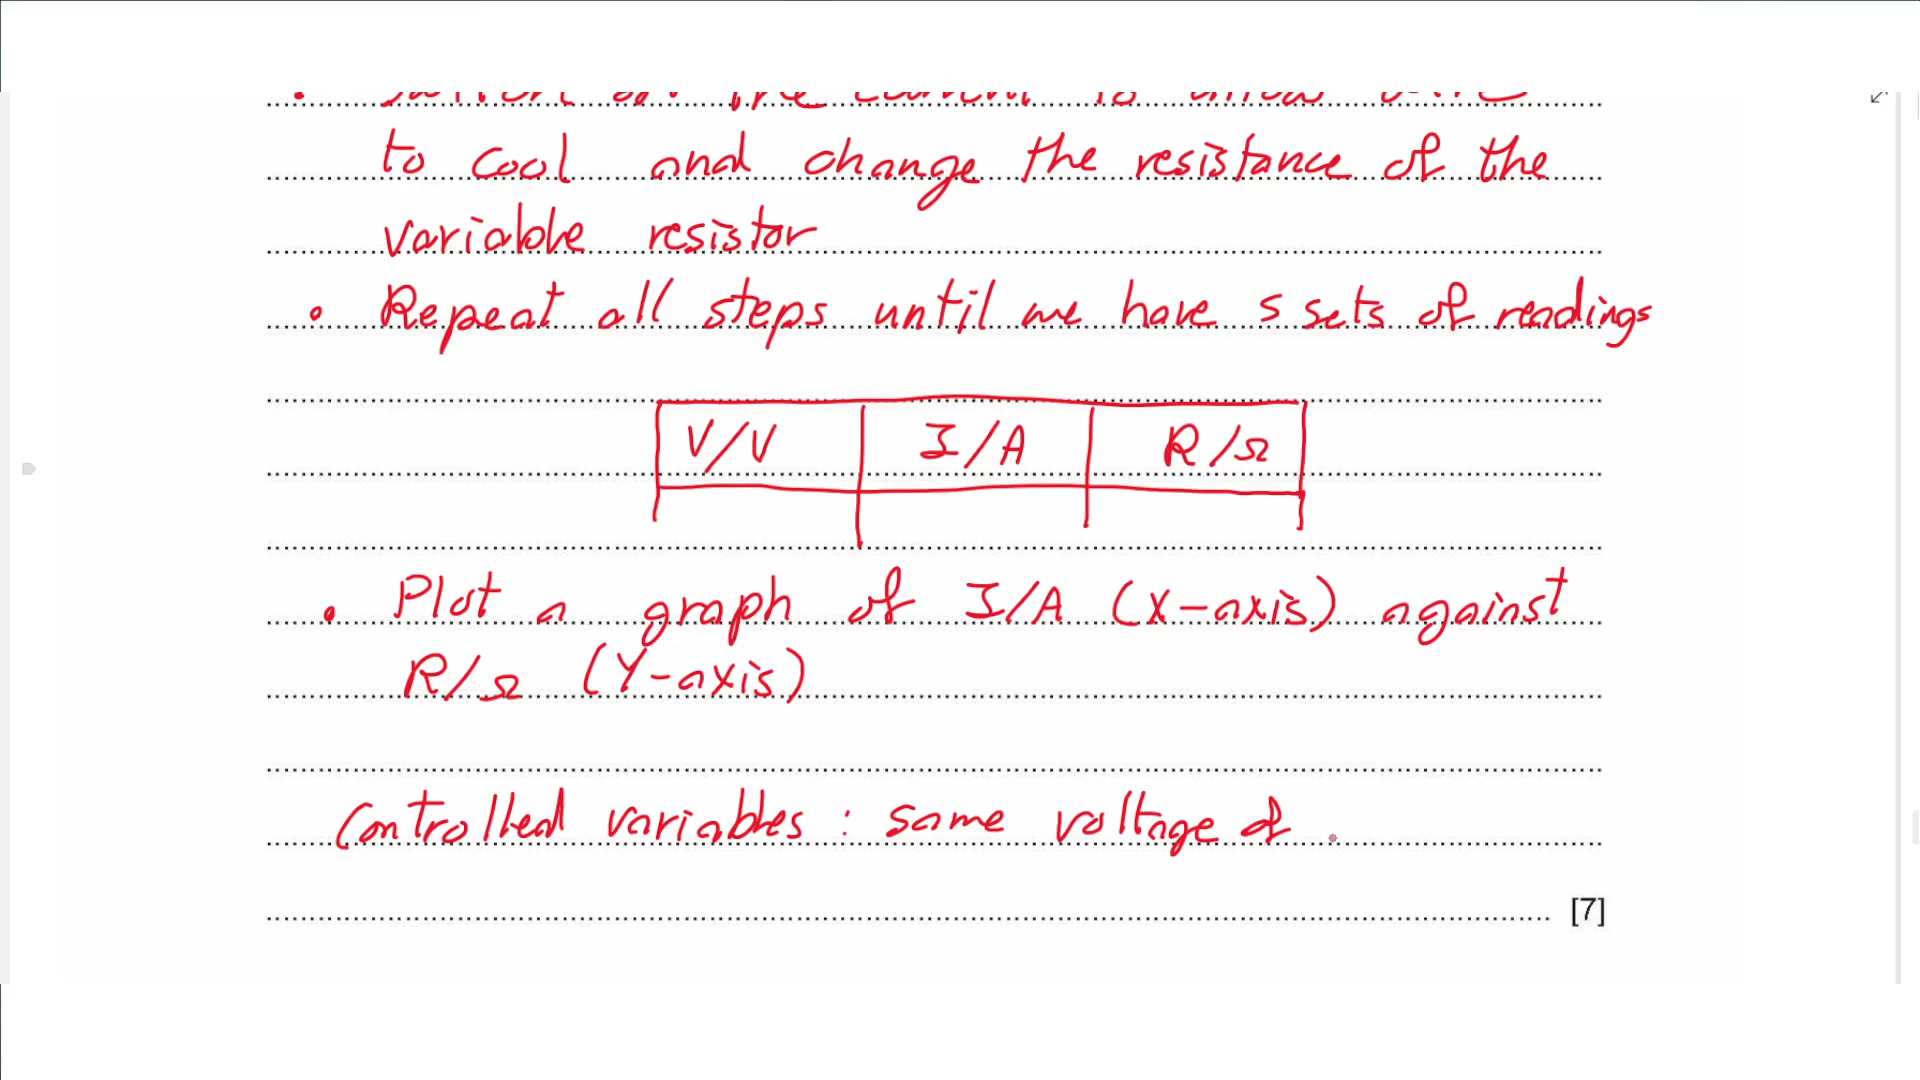 to cool and change the resistance of the
variable resistor
• Repeat all steps until we have 5 sets of readings
V/V I/A R/Ω
• Plot a graph of I/A (X-axis) against
R/Ω (Y-axis)
Controlled variables : same voltage of
[7]